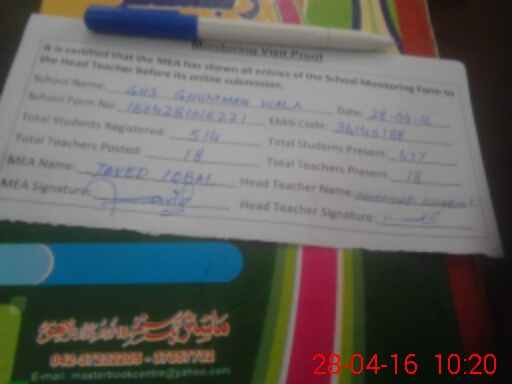 Monitoring Visit Proof
It is certified that the MEA has shown all entries of the School Monitoring Form to
the Head Teacher before its online submission.
School Name: GHS GHUMMAN WALA Date: 28-04-16
School Form No: 1604281016221 EMIS Code: 34140188
Total Students Registered: 514 Total Students Present: 477
Total Teachers Posted: 18 Total Teachers Present: 18
MEA Name: JAVED IQBAL Head Teacher Name:
MEA Signature: Head Teacher Signature:
E-mail: masterbookcentre@yahoo.com
28-04-16 10:20